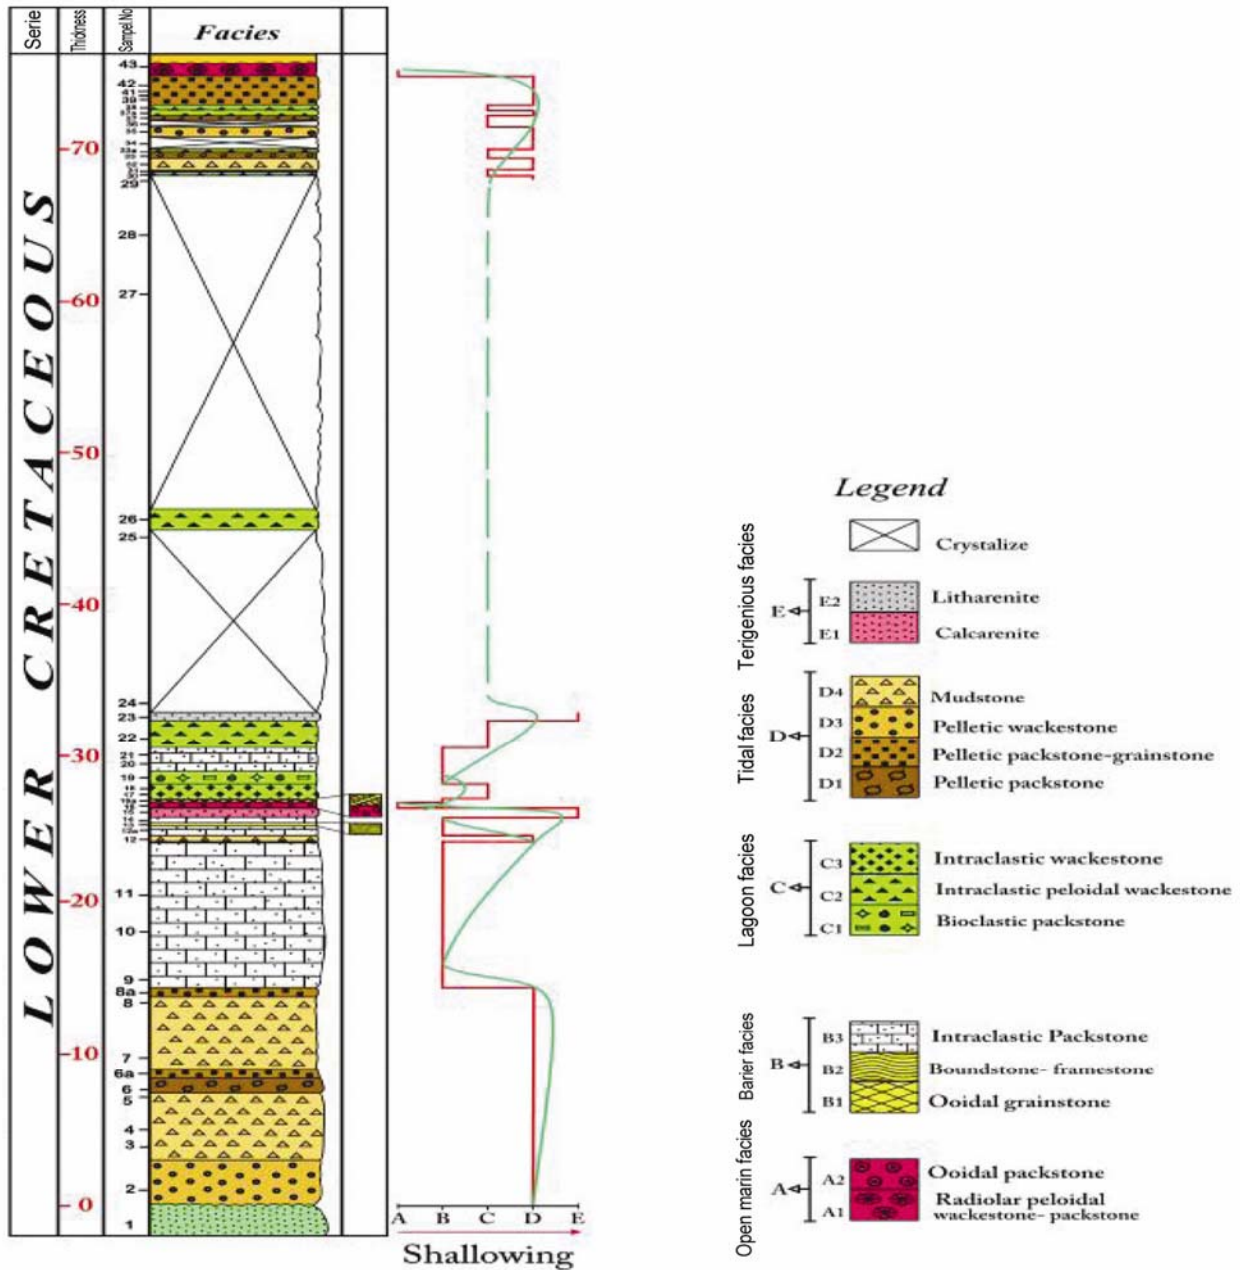 Serie
Thickness
Sampel.No
Facies
LOWER CRETACEOUS
43
42
41
39
70
29
28
27
60
50
26
25
40
24
23
22
30
21
20
19
18
17
12
11
20
10
9
8a
8
10
7
6a
6
5
4
3
2
0
1
A B C D E
Shallowing
Legend
Crystalize
Terigenious facies
E
E2
Litharenite
E1
Calcarenite
Tidal facies
D
D4
Mudstone
D3
Pelletic wackestone
D2
Pelletic packstone-grainstone
D1
Pelletic packstone
Lagoon facies
C
C3
Intraclastic wackestone
C2
Intraclastic peloidal wackestone
C1
Bioclastic packstone
Barier facies
B
B3
Intraclastic Packstone
B2
Boundstone- framestone
B1
Ooidal grainstone
Open marin facies
A
A2
Ooidal packstone
A1
Radiolar peloidal
wackestone- packstone